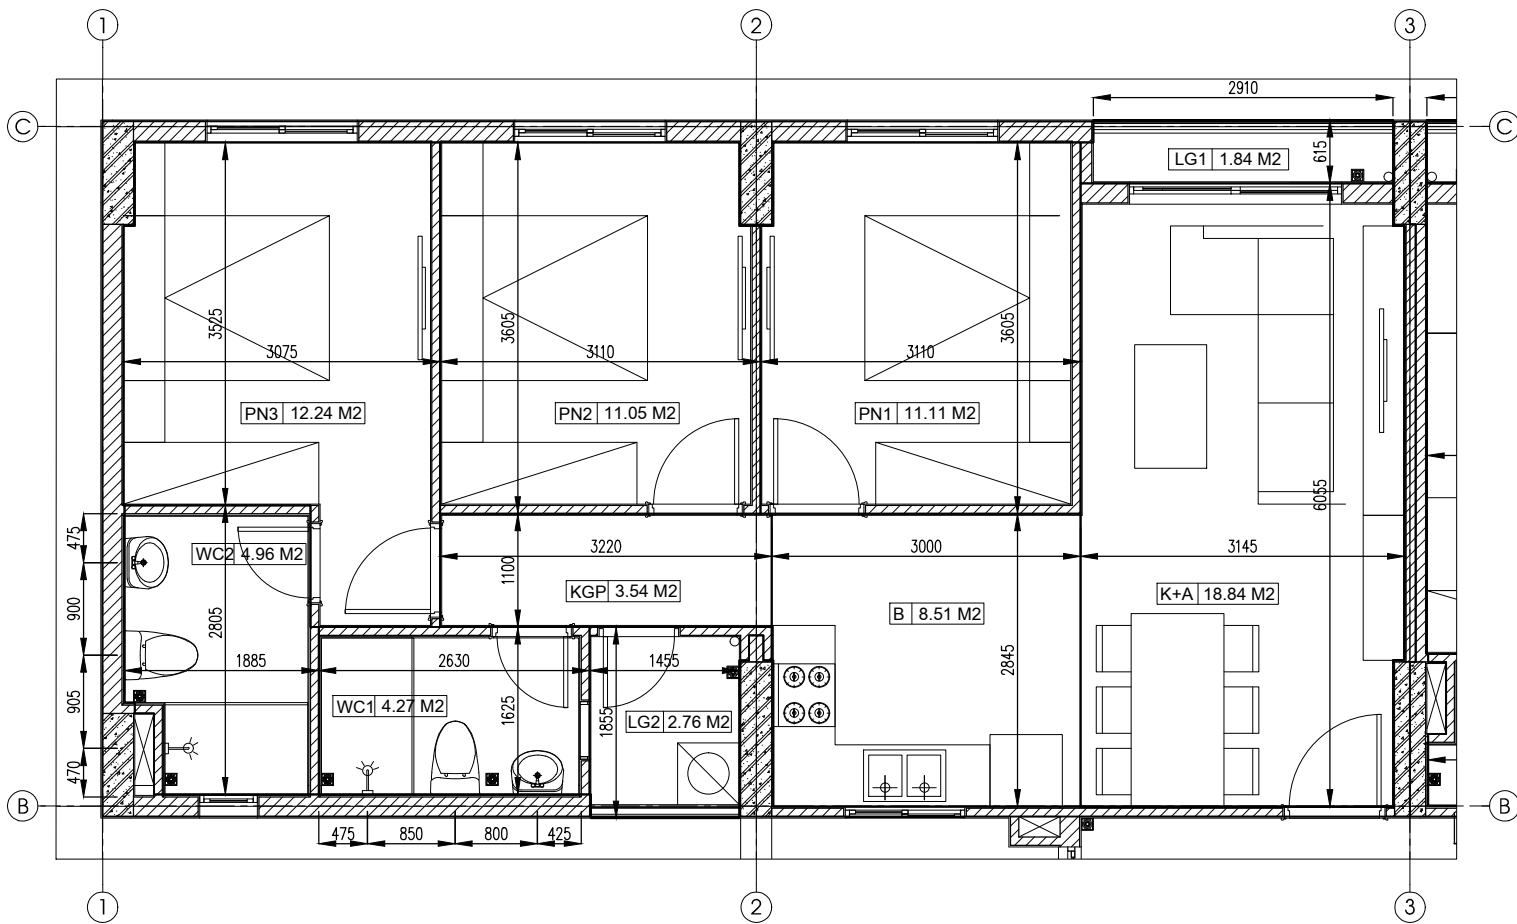 1
2
3
2910
C
C
LG1 1.84 M2
615
3525
3605
3605
3075
3110
3110
PN3 12.24 M2
PN2 11.05 M2
PN1 11.11 M2
6055
475
WC2 4.96 M2
3220
3000
3145
1100
KGP 3.54 M2
B 8.51 M2
K+A 18.84 M2
900
2805
1885
2630
1455
2845
905
WC1 4.27 M2
1625
1855
LG2 2.76 M2
470
B
B
475
850
800
425
1
2
3